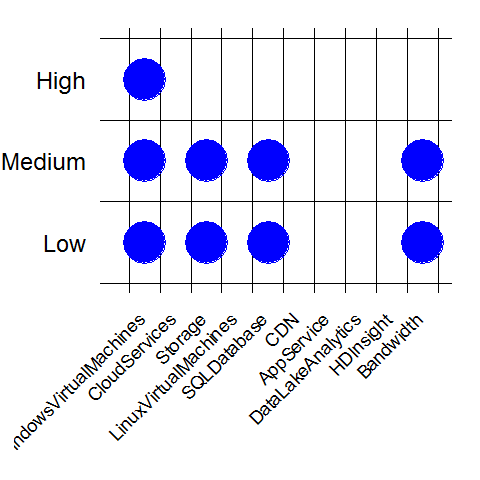 High
Medium
Low
ndowsVirtualMachines
CloudServices
Storage
LinuxVirtualMachines
SQLDatabase
CDN
AppService
DataLakeAnalytics
HDInsight
Bandwidth